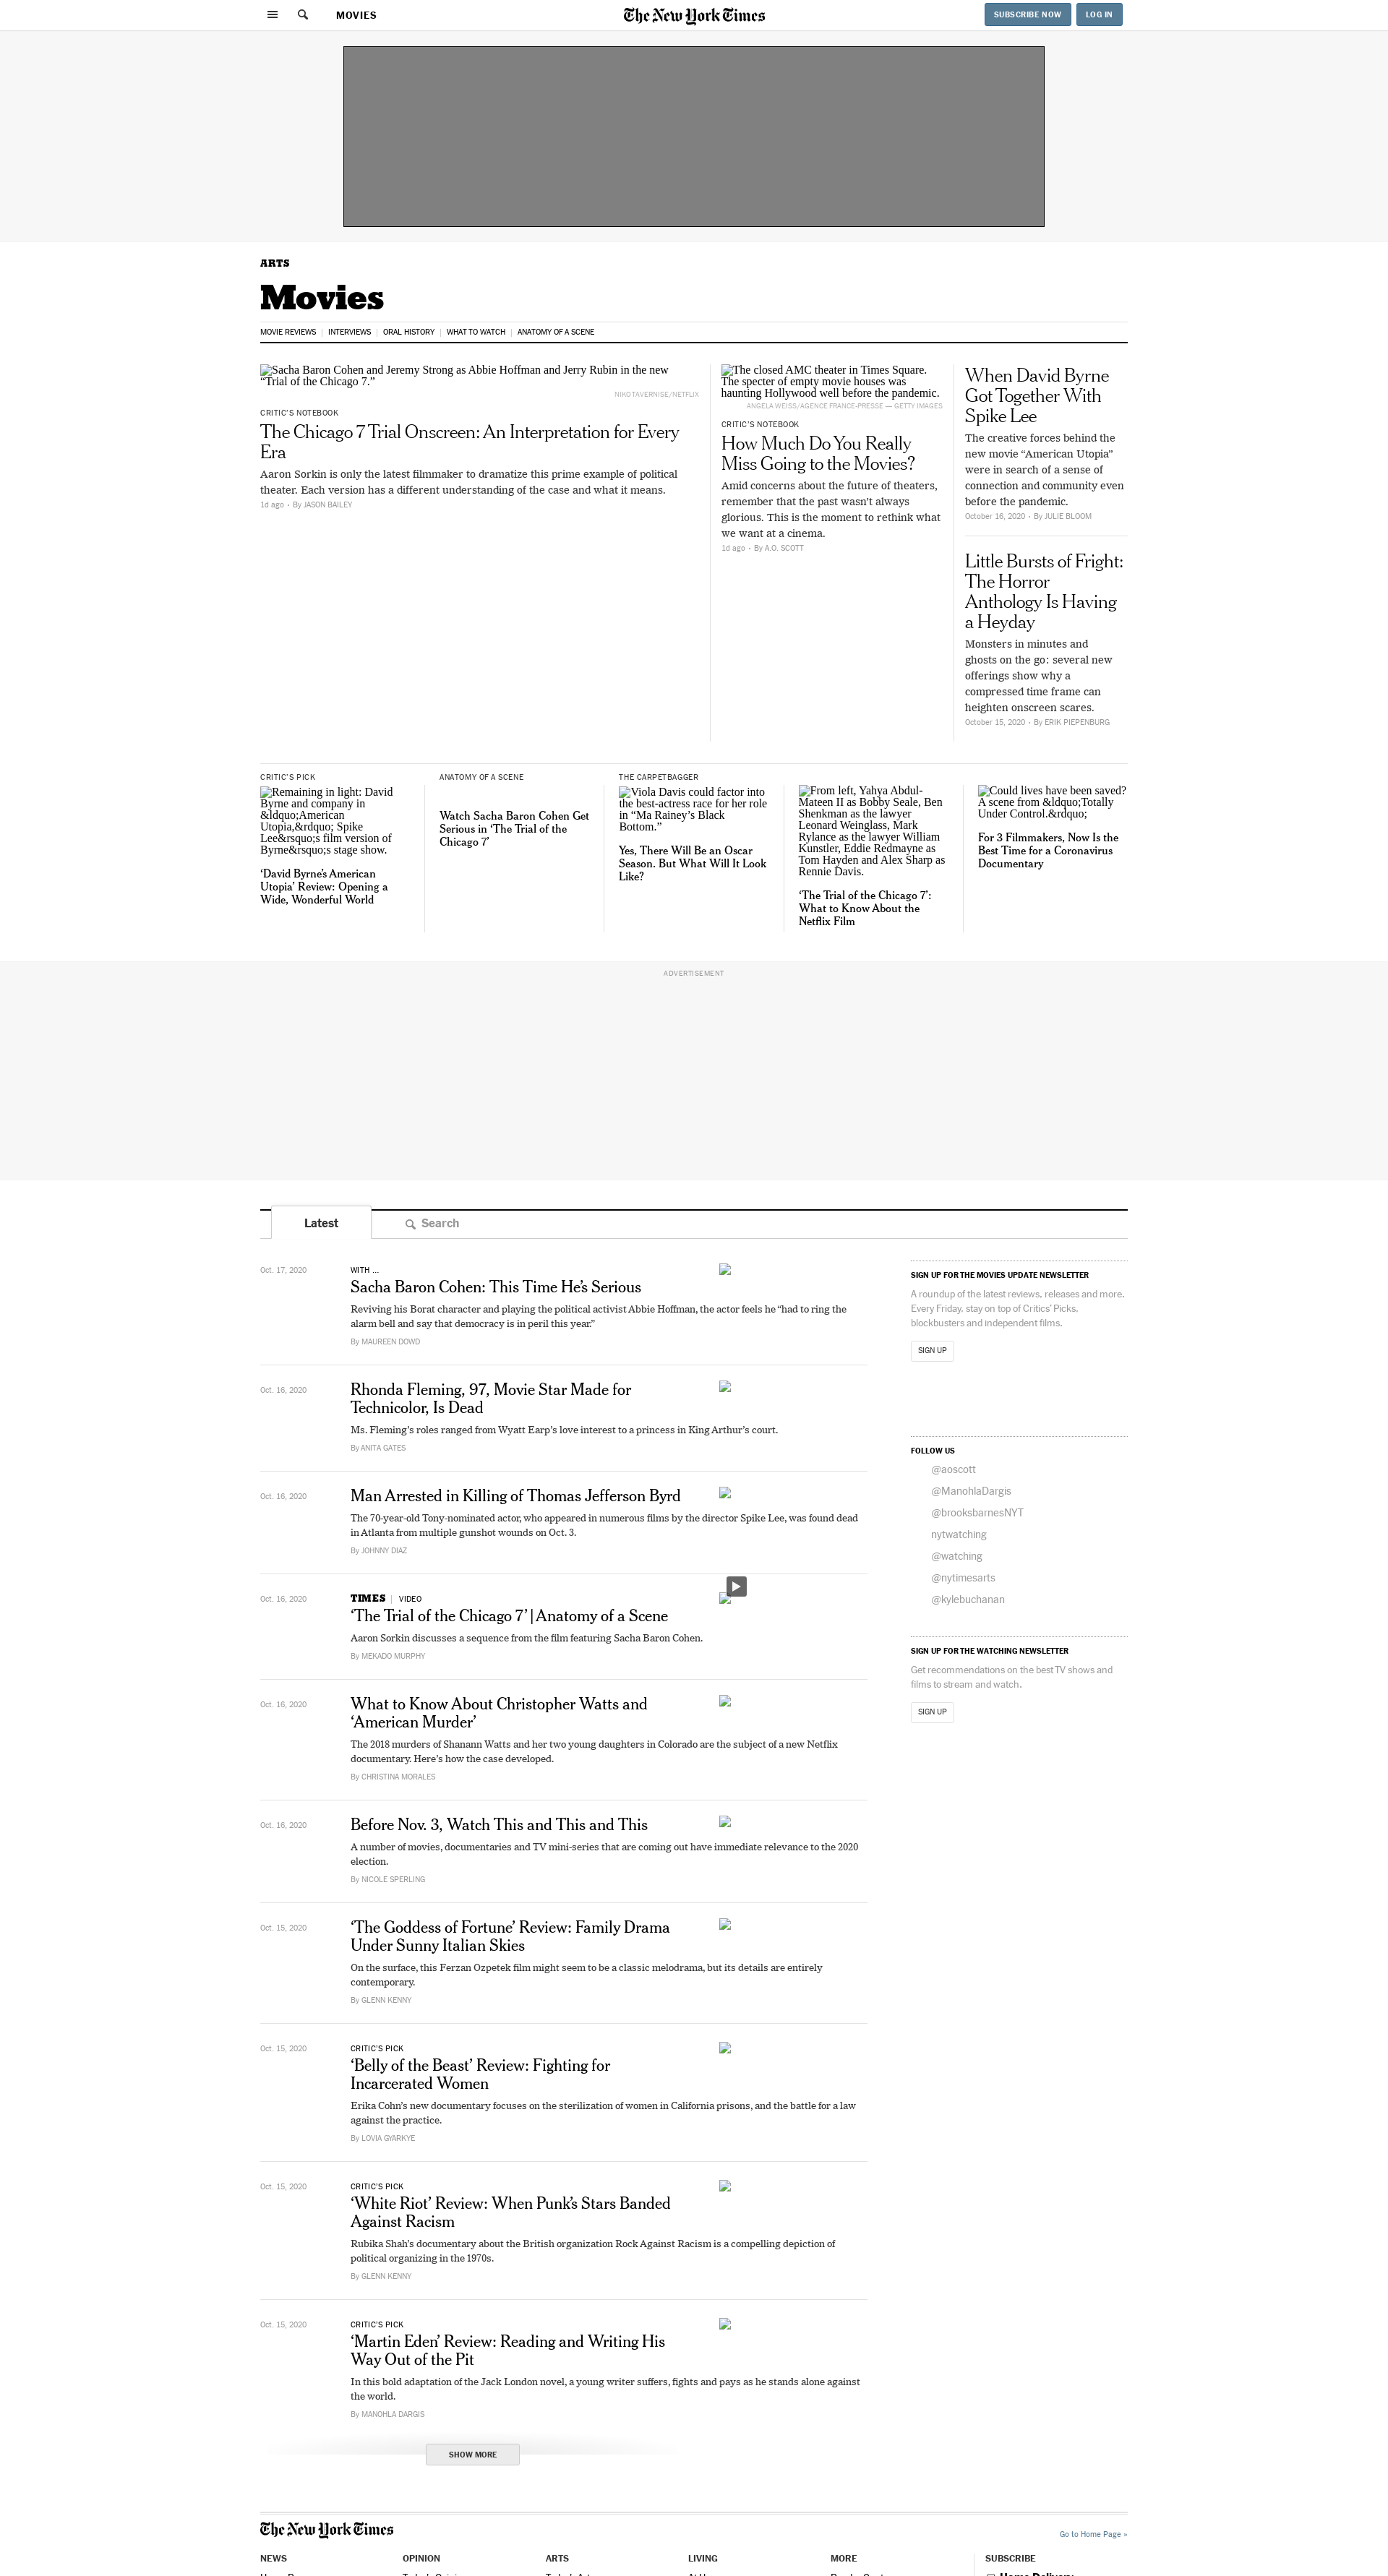 MOVIES
The New York Times
SUBSCRIBE NOW
LOG IN
ARTS
Movies
MOVIE REVIEWS
INTERVIEWS
ORAL HISTORY
WHAT TO WATCH
ANATOMY OF A SCENE
Sacha Baron Cohen and Jeremy Strong as Abbie Hoffman and Jerry Rubin in the new
“Trial of the Chicago 7.”
NIKO TAVERNISE/NETFLIX
CRITIC'S NOTEBOOK
The Chicago 7 Trial Onscreen: An Interpretation for Every
Era
Aaron Sorkin is only the latest filmmaker to dramatize this prime example of political
theater. Each version has a different understanding of the case and what it means.
1d ago • By JASON BAILEY
The closed AMC theater in Times Square.
The specter of empty movie houses was
haunting Hollywood well before the pandemic.
ANGELA WEISS/AGENCE FRANCE-PRESSE — GETTY IMAGES
CRITIC'S NOTEBOOK
How Much Do You Really
Miss Going to the Movies?
Amid concerns about the future of theaters,
remember that the past wasn’t always
glorious. This is the moment to rethink what
we want at a cinema.
1d ago • By A.O. SCOTT
When David Byrne
Got Together With
Spike Lee
The creative forces behind the
new movie “American Utopia”
were in search of a sense of
connection and community even
before the pandemic.
October 16, 2020 • By JULIE BLOOM
Little Bursts of Fright:
The Horror
Anthology Is Having
a Heyday
Monsters in minutes and
ghosts on the go: several new
offerings show why a
compressed time frame can
heighten onscreen scares.
October 15, 2020 • By ERIK PIEPENBURG
CRITIC'S PICK
Remaining in light: David
Byrne and company in
&ldquo;American
Utopia,&rdquo; Spike
Lee&rsquo;s film version of
Byrne&rsquo;s stage show.
‘David Byrne’s American
Utopia’ Review: Opening a
Wide, Wonderful World
ANATOMY OF A SCENE
Watch Sacha Baron Cohen Get
Serious in ‘The Trial of the
Chicago 7’
THE CARPETBAGGER
Viola Davis could factor into
the best-actress race for her role
in “Ma Rainey’s Black
Bottom.”
Yes, There Will Be an Oscar
Season. But What Will It Look
Like?
From left, Yahya Abdul-
Mateen II as Bobby Seale, Ben
Shenkman as the lawyer
Leonard Weinglass, Mark
Rylance as the lawyer William
Kunstler, Eddie Redmayne as
Tom Hayden and Alex Sharp as
Rennie Davis.
‘The Trial of the Chicago 7’:
What to Know About the
Netflix Film
Could lives have been saved?
A scene from &ldquo;Totally
Under Control.&rdquo;
For 3 Filmmakers, Now Is the
Best Time for a Coronavirus
Documentary
ADVERTISEMENT
Latest
Search
Oct. 17, 2020
WITH ...
Sacha Baron Cohen: This Time He’s Serious
Reviving his Borat character and playing the political activist Abbie Hoffman, the actor feels he “had to ring the
alarm bell and say that democracy is in peril this year.”
By MAUREEN DOWD
Oct. 16, 2020
Rhonda Fleming, 97, Movie Star Made for
Technicolor, Is Dead
Ms. Fleming’s roles ranged from Wyatt Earp’s love interest to a princess in King Arthur’s court.
By ANITA GATES
Oct. 16, 2020
Man Arrested in Killing of Thomas Jefferson Byrd
The 70-year-old Tony-nominated actor, who appeared in numerous films by the director Spike Lee, was found dead
in Atlanta from multiple gunshot wounds on Oct. 3.
By JOHNNY DIAZ
Oct. 16, 2020
TIMES | VIDEO
‘The Trial of the Chicago 7’ | Anatomy of a Scene
Aaron Sorkin discusses a sequence from the film featuring Sacha Baron Cohen.
By MEKADO MURPHY
Oct. 16, 2020
What to Know About Christopher Watts and
‘American Murder’
The 2018 murders of Shanann Watts and her two young daughters in Colorado are the subject of a new Netflix
documentary. Here’s how the case developed.
By CHRISTINA MORALES
Oct. 16, 2020
Before Nov. 3, Watch This and This and This
A number of movies, documentaries and TV mini-series that are coming out have immediate relevance to the 2020
election.
By NICOLE SPERLING
Oct. 15, 2020
‘The Goddess of Fortune’ Review: Family Drama
Under Sunny Italian Skies
On the surface, this Ferzan Ozpetek film might seem to be a classic melodrama, but its details are entirely
contemporary.
By GLENN KENNY
Oct. 15, 2020
CRITIC'S PICK
‘Belly of the Beast’ Review: Fighting for
Incarcerated Women
Erika Cohn’s new documentary focuses on the sterilization of women in California prisons, and the battle for a law
against the practice.
By LOVIA GYARKYE
Oct. 15, 2020
CRITIC'S PICK
‘White Riot’ Review: When Punk’s Stars Banded
Against Racism
Rubika Shah’s documentary about the British organization Rock Against Racism is a compelling depiction of
political organizing in the 1970s.
By GLENN KENNY
Oct. 15, 2020
CRITIC'S PICK
‘Martin Eden’ Review: Reading and Writing His
Way Out of the Pit
In this bold adaptation of the Jack London novel, a young writer suffers, fights and pays as he stands alone against
the world.
By MANOHLA DARGIS
SHOW MORE
SIGN UP FOR THE MOVIES UPDATE NEWSLETTER
A roundup of the latest reviews, releases and more.
Every Friday, stay on top of Critics’ Picks,
blockbusters and independent films.
SIGN UP
FOLLOW US
@aoscott
@ManohlaDargis
@brooksbarnesNYT
nytwatching
@watching
@nytimesarts
@kylebuchanan
SIGN UP FOR THE WATCHING NEWSLETTER
Get recommendations on the best TV shows and
films to stream and watch.
SIGN UP
The New York Times
Go to Home Page »
NEWS
OPINION
ARTS
LIVING
MORE
SUBSCRIBE